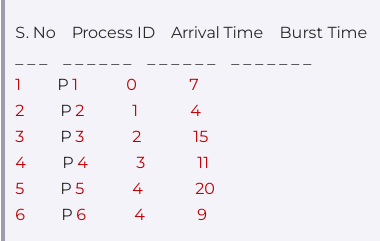 S. No Process ID Arrival Time Burst Time
_ _ _ _ _ _ _ _ _ _ _ _ _ _ _ _ _ _ _ _ _ _
1 P 1 0 7
2 P 2 1 4
3 P 3 2 15
4 P 4 3 11
5 P 5 4 20
6 P 6 4 9